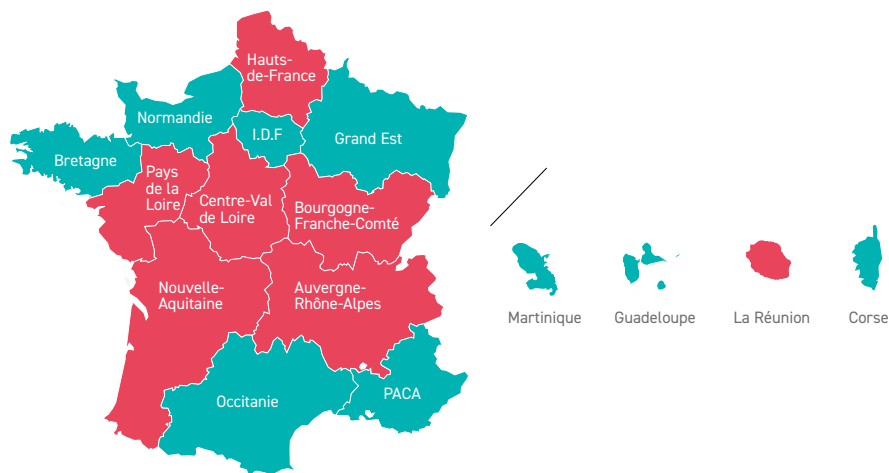 Hauts-
de-France
Normandie
I.D.F
Grand Est
Bretagne
Pays
de la
Loire
Centre-Val
de Loire
Bourgogne-
Franche-Comté
Nouvelle-
Aquitaine
Auvergne-
Rhône-Alpes
Occitanie
PACA
Martinique
Guadeloupe
La Réunion
Corse